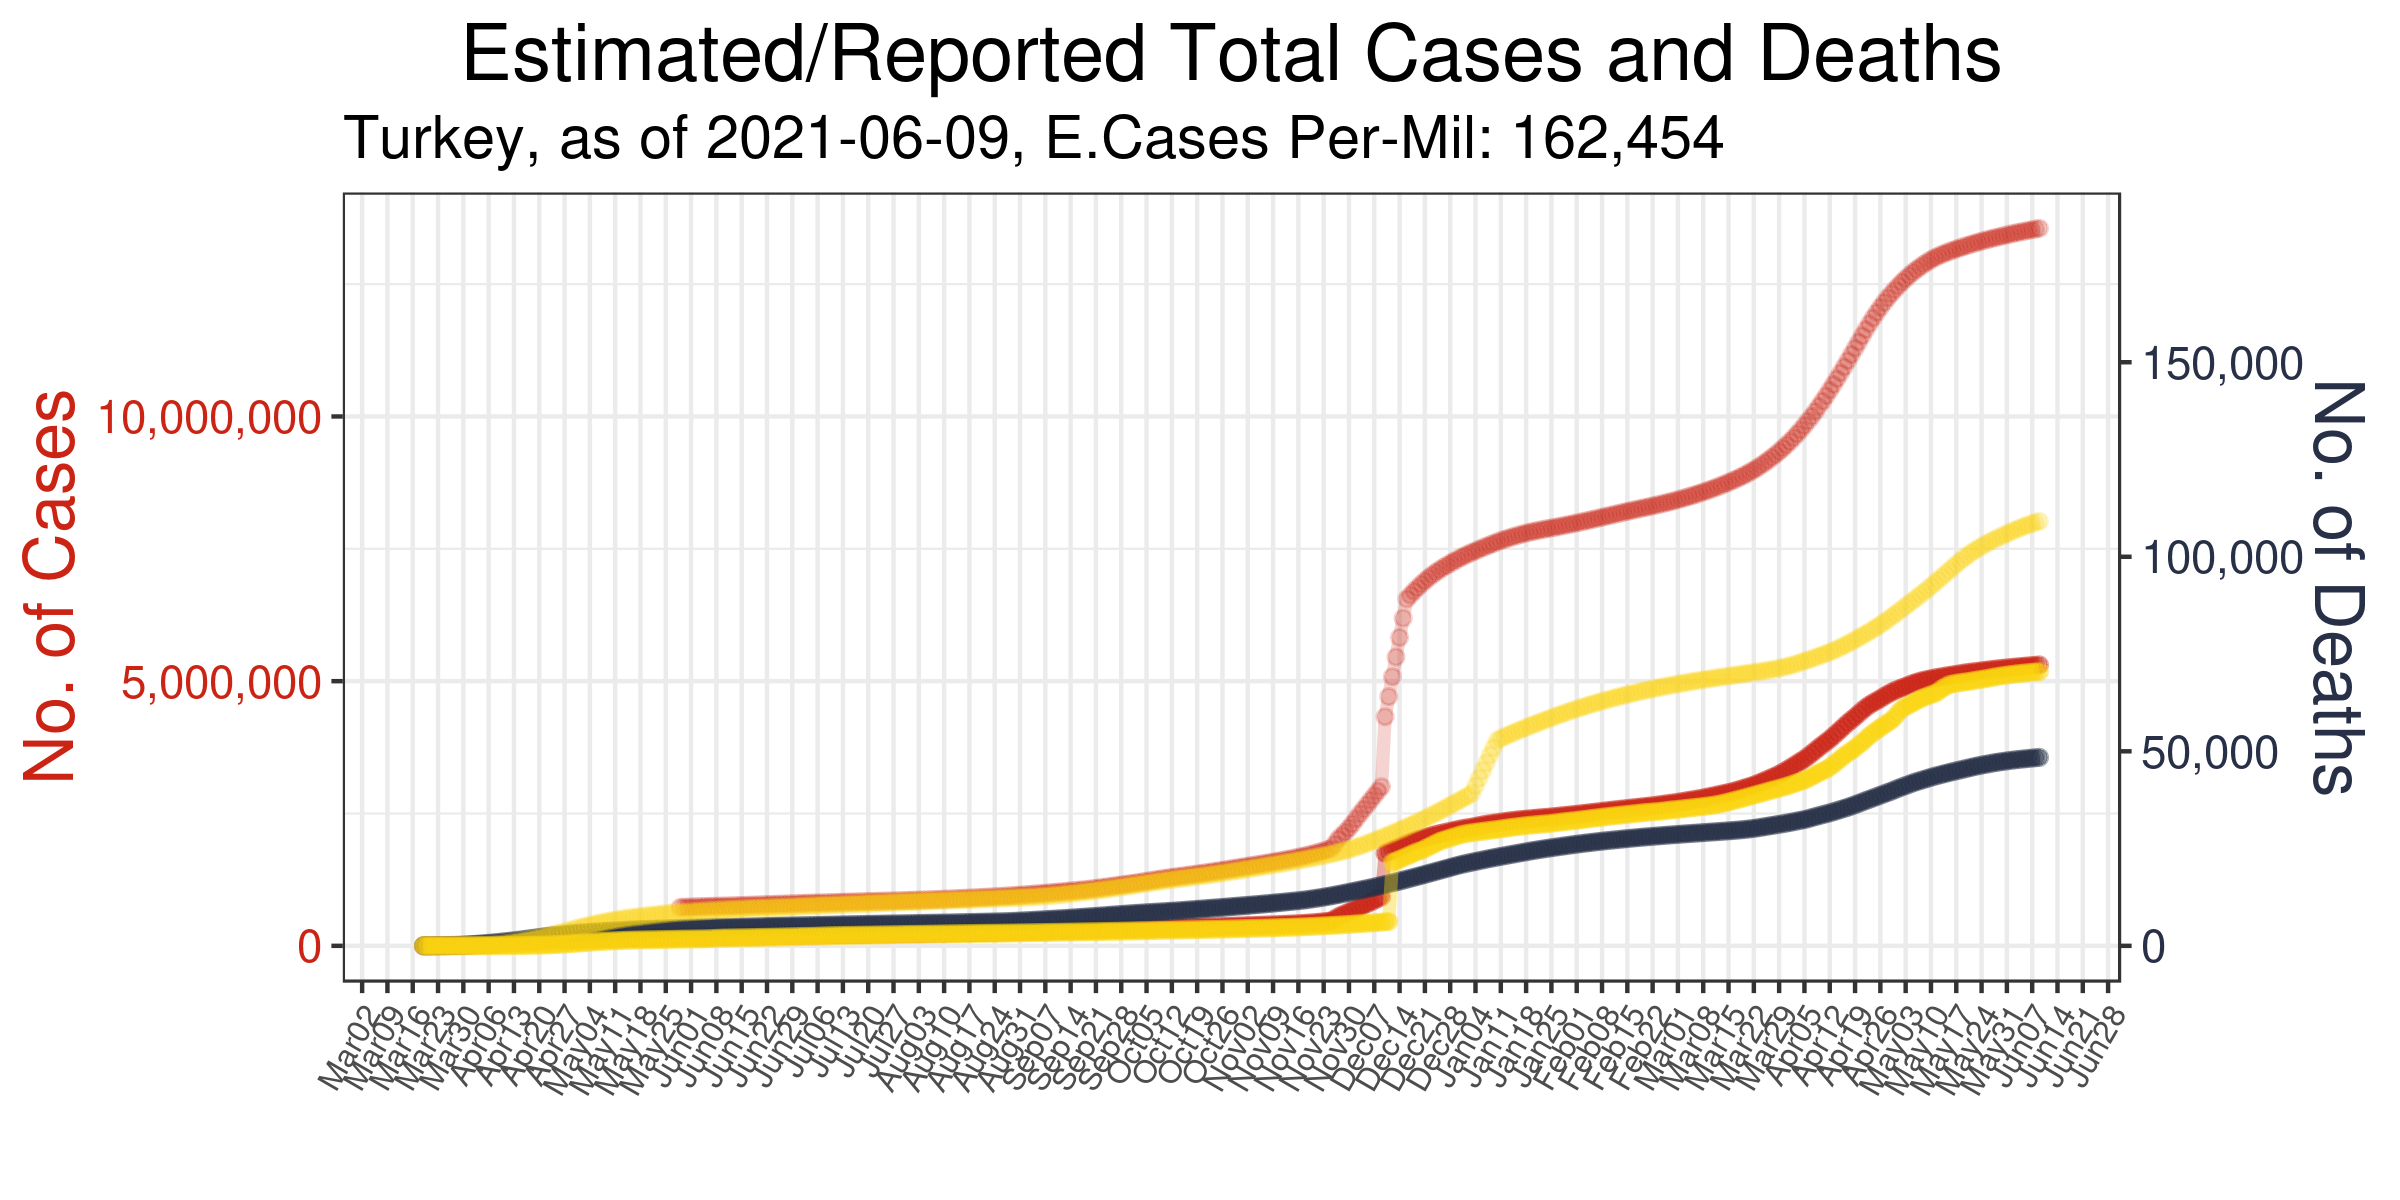 Estimated/Reported Total Cases and Deaths
Turkey, as of 2021-06-09, E.Cases Per-Mil: 162,454
No. of Cases
10,000,000
5,000,000
0
150,000
100,000
50,000
0
No. of Deaths
Mar02
Mar09
Mar16
Mar23
Mar30
Apr06
Apr13
Apr20
Apr27
May04
May11
May18
May25
Jun01
Jun08
Jun15
Jun22
Jun29
Jul06
Jul13
Jul20
Jul27
Aug03
Aug10
Aug17
Aug24
Aug31
Sep07
Sep14
Sep21
Sep28
Oct05
Oct12
Oct19
Oct26
Nov02
Nov09
Nov16
Nov23
Nov30
Dec07
Dec14
Dec21
Dec28
Jan04
Jan11
Jan18
Jan25
Feb01
Feb08
Feb15
Feb22
Mar01
Mar08
Mar15
Mar22
Mar29
Apr05
Apr12
Apr19
Apr26
May03
May10
May17
May24
May31
Jun07
Jun14
Jun21
Jun28